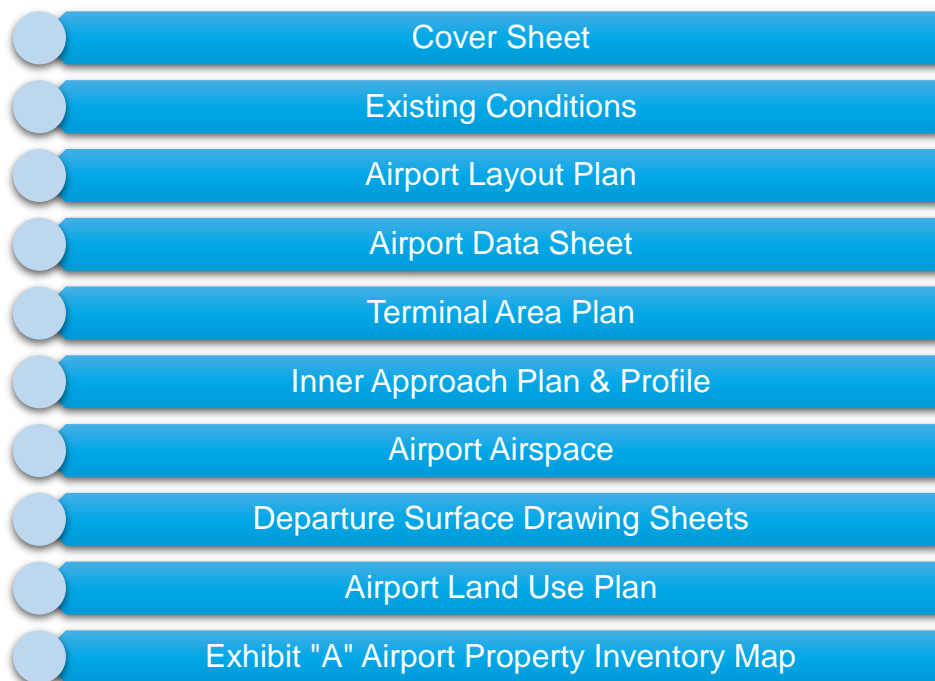 Cover Sheet
Existing Conditions
Airport Layout Plan
Airport Data Sheet
Terminal Area Plan
Inner Approach Plan & Profile
Airport Airspace
Departure Surface Drawing Sheets
Airport Land Use Plan
Exhibit "A" Airport Property Inventory Map